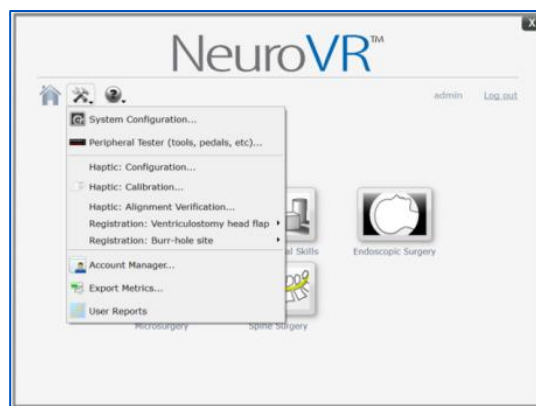 X
NeuroVR™
admin Log out
System Configuration...
Peripheral Tester (tools, pedals, etc)...
Haptic: Configuration...
Haptic: Calibration...
Haptic: Alignment Verification...
Registration: Ventriculostomy head flap
Registration: Burr-hole site
al Skills Endoscopic Surgery
Account Manager...
Export Metrics...
User Reports
Microsurgery Spine Surgery